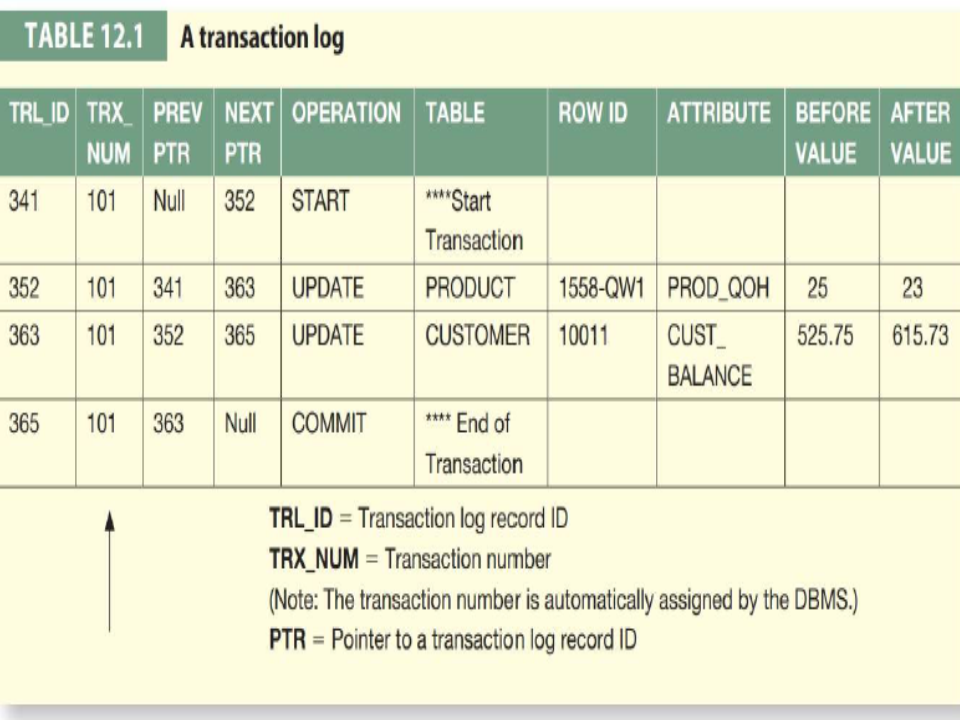 TABLE 12.1 A transaction log
TRL_ID TRX_ PREV NEXT OPERATION TABLE ROW ID ATTRIBUTE BEFORE AFTER
NUM PTR PTR VALUE VALUE
341 101 Null 352 START ****Start
Transaction
352 101 341 363 UPDATE PRODUCT 1558-QW1 PROD_QOH 25 23
363 101 352 365 UPDATE CUSTOMER 10011 CUST_ 525.75 615.73
BALANCE
365 101 363 Null COMMIT **** End of
Transaction
TRL_ID = Transaction log record ID
TRX_NUM = Transaction number
(Note: The transaction number is automatically assigned by the DBMS.)
PTR = Pointer to a transaction log record ID